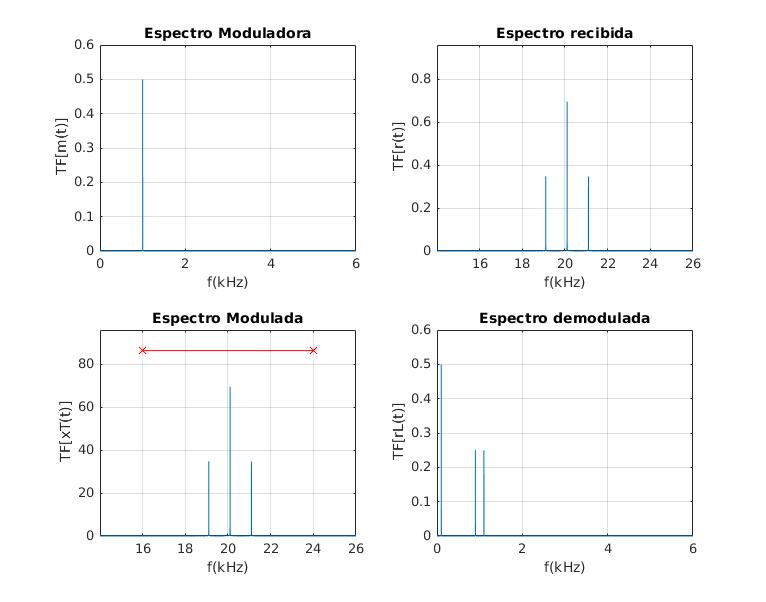 Espectro Moduladora
TF[m(t)]
0.6
0.5
0.4
0.3
0.2
0.1
0
0 2 4 6
f(kHz)
Espectro recibida
TF[r(t)]
0.8
0.6
0.4
0.2
0
16 18 20 22 24 26
f(kHz)
Espectro Modulada
TF[xT(t)]
80
60
40
20
0
16 18 20 22 24 26
f(kHz)
Espectro demodulada
TF[rL(t)]
0.6
0.5
0.4
0.3
0.2
0.1
0
0 2 4 6
f(kHz)